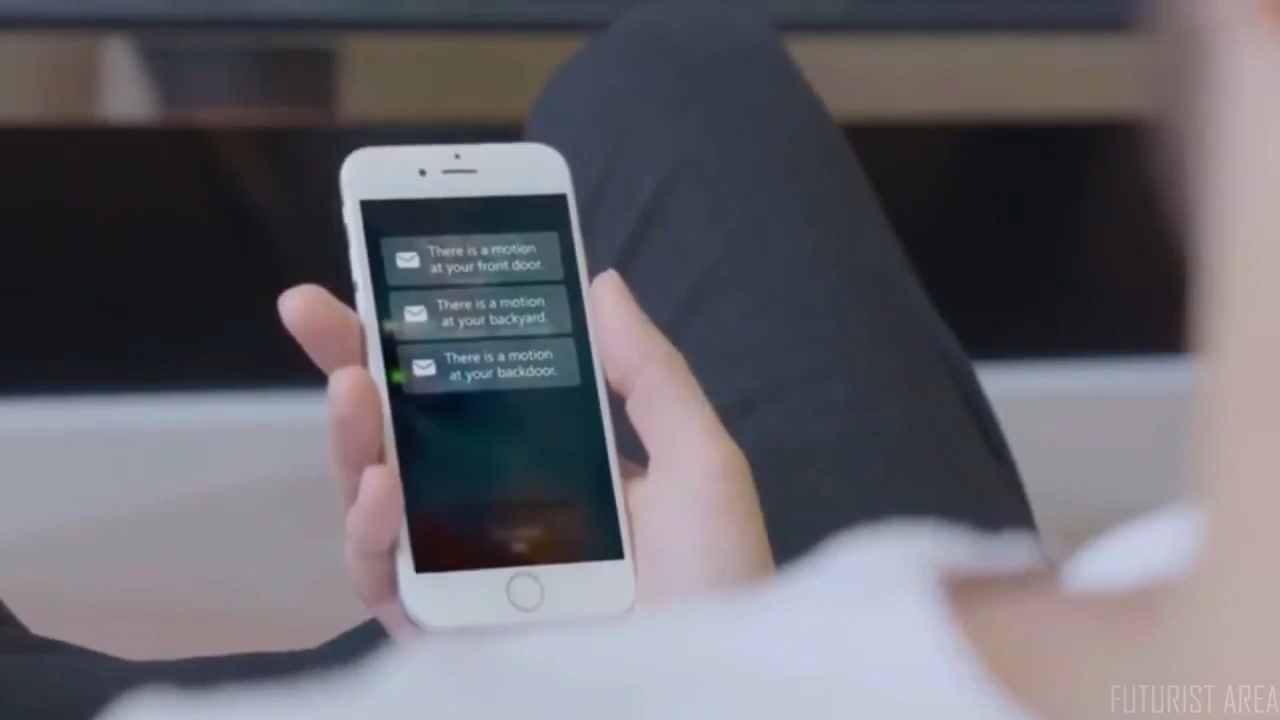 There is a motion
at your front door.
There is a motion
at your backyard.
There is a motion
at your backdoor.
FUTURIST AREA